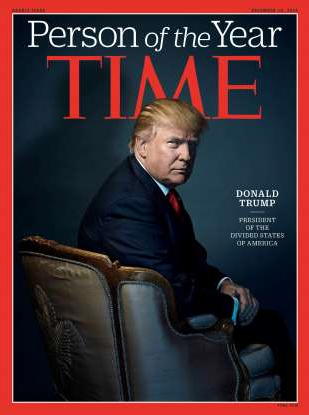 Person of the Year
TIME
DONALD
TRUMP
PRESIDENT
OF THE
DIVIDED STATES
OF AMERICA